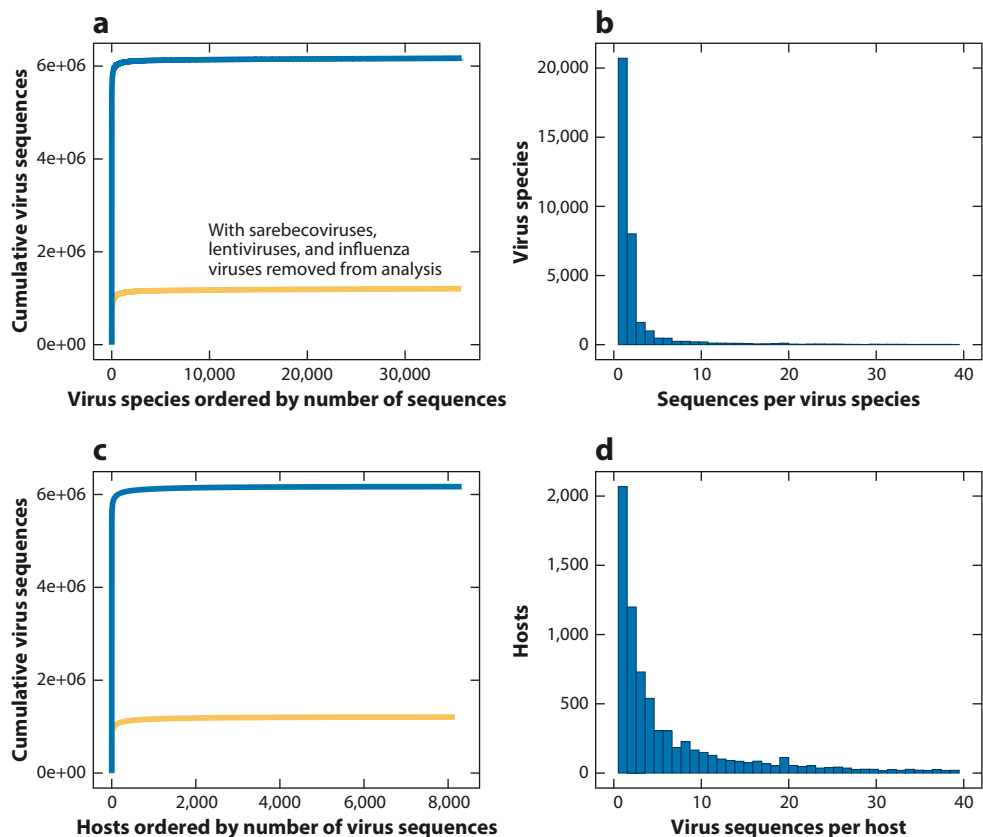 a
Cumulative virus sequences
6e+06
4e+06
2e+06
0e+00
With sarebecoviruses,
lentiviruses, and influenza
viruses removed from analysis
0 10,000 20,000 30,000
Virus species ordered by number of sequences
b
Virus species
20,000
15,000
10,000
5,000
0
0 10 20 30 40
Sequences per virus species
c
Cumulative virus sequences
6e+06
4e+06
2e+06
0e+00
0 2,000 4,000 6,000 8,000
Hosts ordered by number of virus sequences
d
Hosts
2,000
1,500
1,000
500
0
0 10 20 30 40
Virus sequences per host